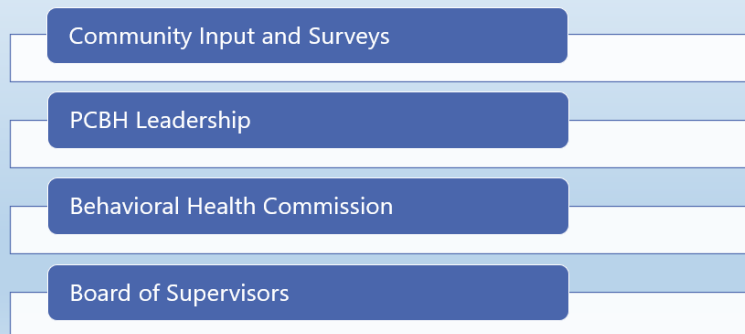 Community Input and Surveys
PCBH Leadership
Behavioral Health Commission
Board of Supervisors